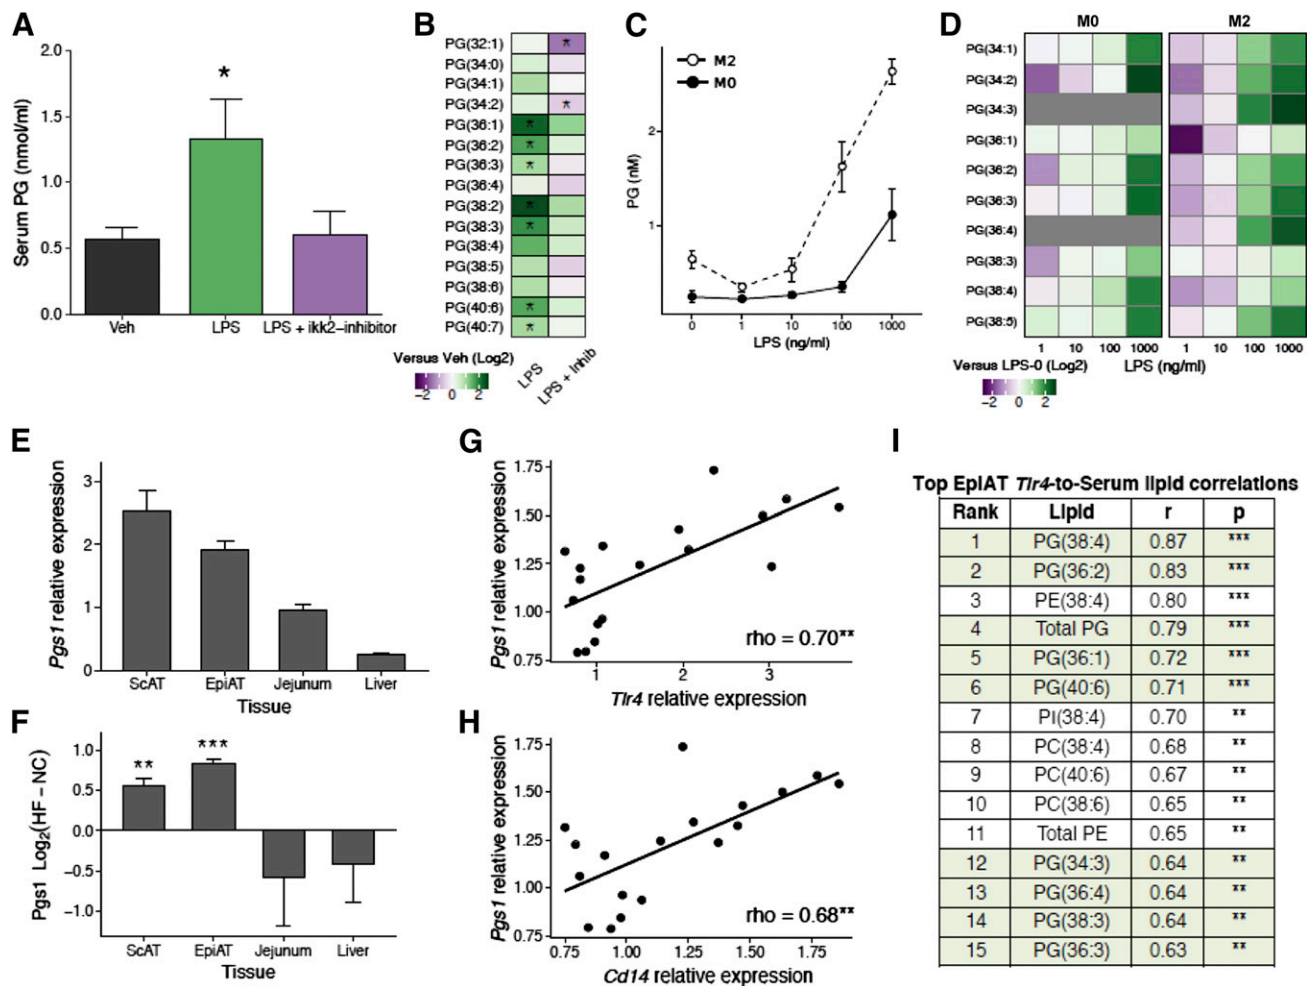 A
Serum PG (nmol/ml)
2.0
1.5
1.0
0.5
0.0
*
Veh
LPS
LPS + ikk2-inhibitor
B
PG(32:1)
PG(34:0)
PG(34:1)
PG(34:2)
PG(36:1)
PG(36:2)
PG(36:3)
PG(36:4)
PG(38:2)
PG(38:3)
PG(38:4)
PG(38:5)
PG(38:6)
PG(40:6)
PG(40:7)
* * * * * * * * *
Versus Veh (Log2)
-2 0 2
LPS
LPS + Inhib
C
PG (nM)
2
1
M2
M0
0 1 10 100 1000
LPS (ng/ml)
D
M0 M2
PG(34:1)
PG(34:2)
PG(34:3)
PG(36:1)
PG(36:2)
PG(36:3)
PG(36:4)
PG(38:3)
PG(38:4)
PG(38:5)
1 10 100 1000 1 10 100 1000
Versus LPS-0 (Log2) LPS (ng/ml)
-2 0 2
E
Pgs1 relative expression
3
2
1
0
ScAT EpiAT Jejunum Liver
Tissue
F
Pgs1 Log2(HF - NC)
1.0
0.5
0.0
-0.5
-1.0
** ***
ScAT EpiAT Jejunum Liver
Tissue
G
Pgs1 relative expression
1.75
1.50
1.25
1.00
0.75
rho = 0.70**
1 2 3
Tlr4 relative expression
H
Pgs1 relative expression
1.75
1.50
1.25
1.00
0.75
rho = 0.68**
0.75 1.00 1.25 1.50 1.75
Cd14 relative expression
I
Top EpiAT Tlr4-to-Serum lipid correlations
Rank Lipid r p
1 PG(38:4) 0.87 ***
2 PG(36:2) 0.83 ***
3 PE(38:4) 0.80 ***
4 Total PG 0.79 ***
5 PG(36:1) 0.72 ***
6 PG(40:6) 0.71 ***
7 PI(38:4) 0.70 **
8 PC(38:4) 0.68 **
9 PC(40:6) 0.67 **
10 PC(38:6) 0.65 **
11 Total PE 0.65 **
12 PG(34:3) 0.64 **
13 PG(36:4) 0.64 **
14 PG(38:3) 0.64 **
15 PG(36:3) 0.63 **